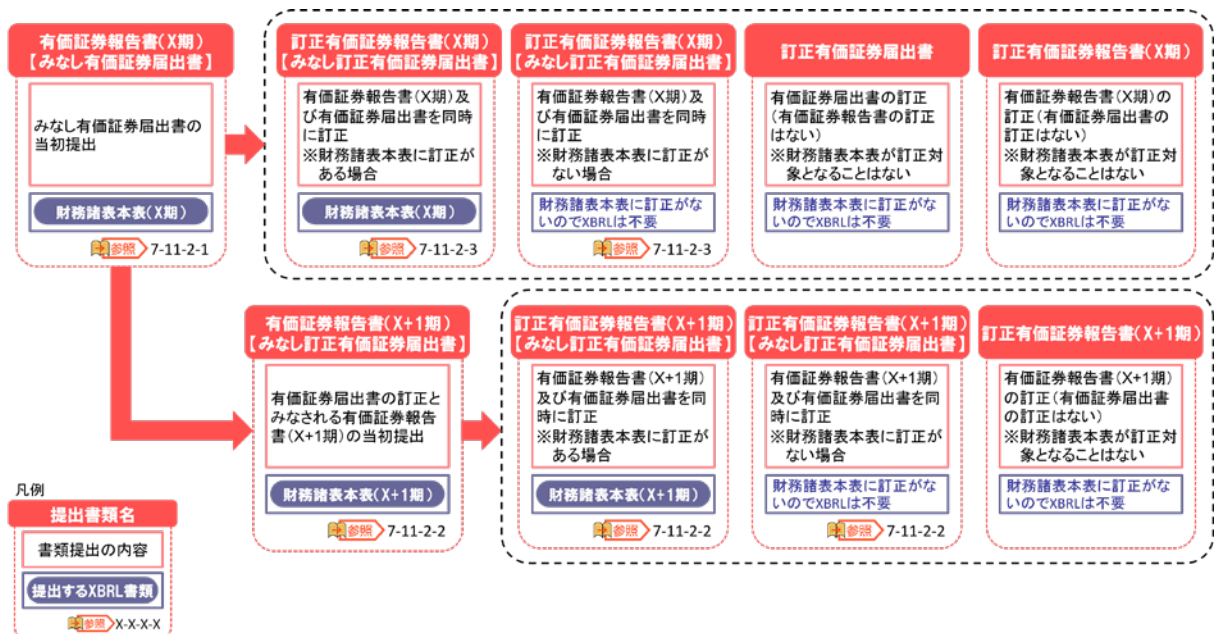 有価証券報告書(X期)
【みなし有価証券届出書】
みなし有価証券届出書の
当初提出
財務諸表本表(X期)
参照 7-11-2-1
訂正有価証券報告書(X期)
【みなし訂正有価証券届出書】
有価証券報告書(X期)及
び有価証券届出書を同時
に訂正
※財務諸表本表に訂正が
ある場合
財務諸表本表(X期)
参照 7-11-2-3
訂正有価証券報告書(X期)
【みなし訂正有価証券届出書】
有価証券報告書(X期)及
び有価証券届出書を同時
に訂正
※財務諸表本表に訂正が
ない場合
財務諸表本表に訂正がな
いのでXBRLは不要
参照 7-11-2-3
訂正有価証券届出書
有価証券届出書の訂正
(有価証券報告書の訂正
はない)
※財務諸表本表が訂正対
象となることはない
財務諸表本表に訂正がな
いのでXBRLは不要
訂正有価証券報告書(X期)
有価証券報告書(X期)の
訂正(有価証券届出書の
訂正はない)
※財務諸表本表が訂正対
象となることはない
財務諸表本表に訂正がな
いのでXBRLは不要
有価証券報告書(X+1期)
【みなし訂正有価証券届出書】
有価証券届出書の訂正と
みなされる有価証券報告
書(X+1期)の当初提出
財務諸表本表(X+1期)
参照 7-11-2-2
訂正有価証券報告書(X+1期)
【みなし訂正有価証券届出書】
有価証券報告書(X+1期)
及び有価証券届出書を同
時に訂正
※財務諸表本表に訂正が
ある場合
財務諸表本表(X+1期)
参照 7-11-2-2
訂正有価証券報告書(X+1期)
【みなし訂正有価証券届出書】
有価証券報告書(X+1期)
及び有価証券届出書を同
時に訂正
※財務諸表本表に訂正が
ない場合
財務諸表本表に訂正がな
いのでXBRLは不要
参照 7-11-2-2
訂正有価証券報告書(X+1期)
有価証券報告書(X+1期)
の訂正(有価証券届出書
の訂正はない)
※財務諸表本表が訂正対
象となることはない
財務諸表本表に訂正がな
いのでXBRLは不要
凡例
提出書類名
書類提出の内容
提出するXBRL書類
参照 X-X-X-X